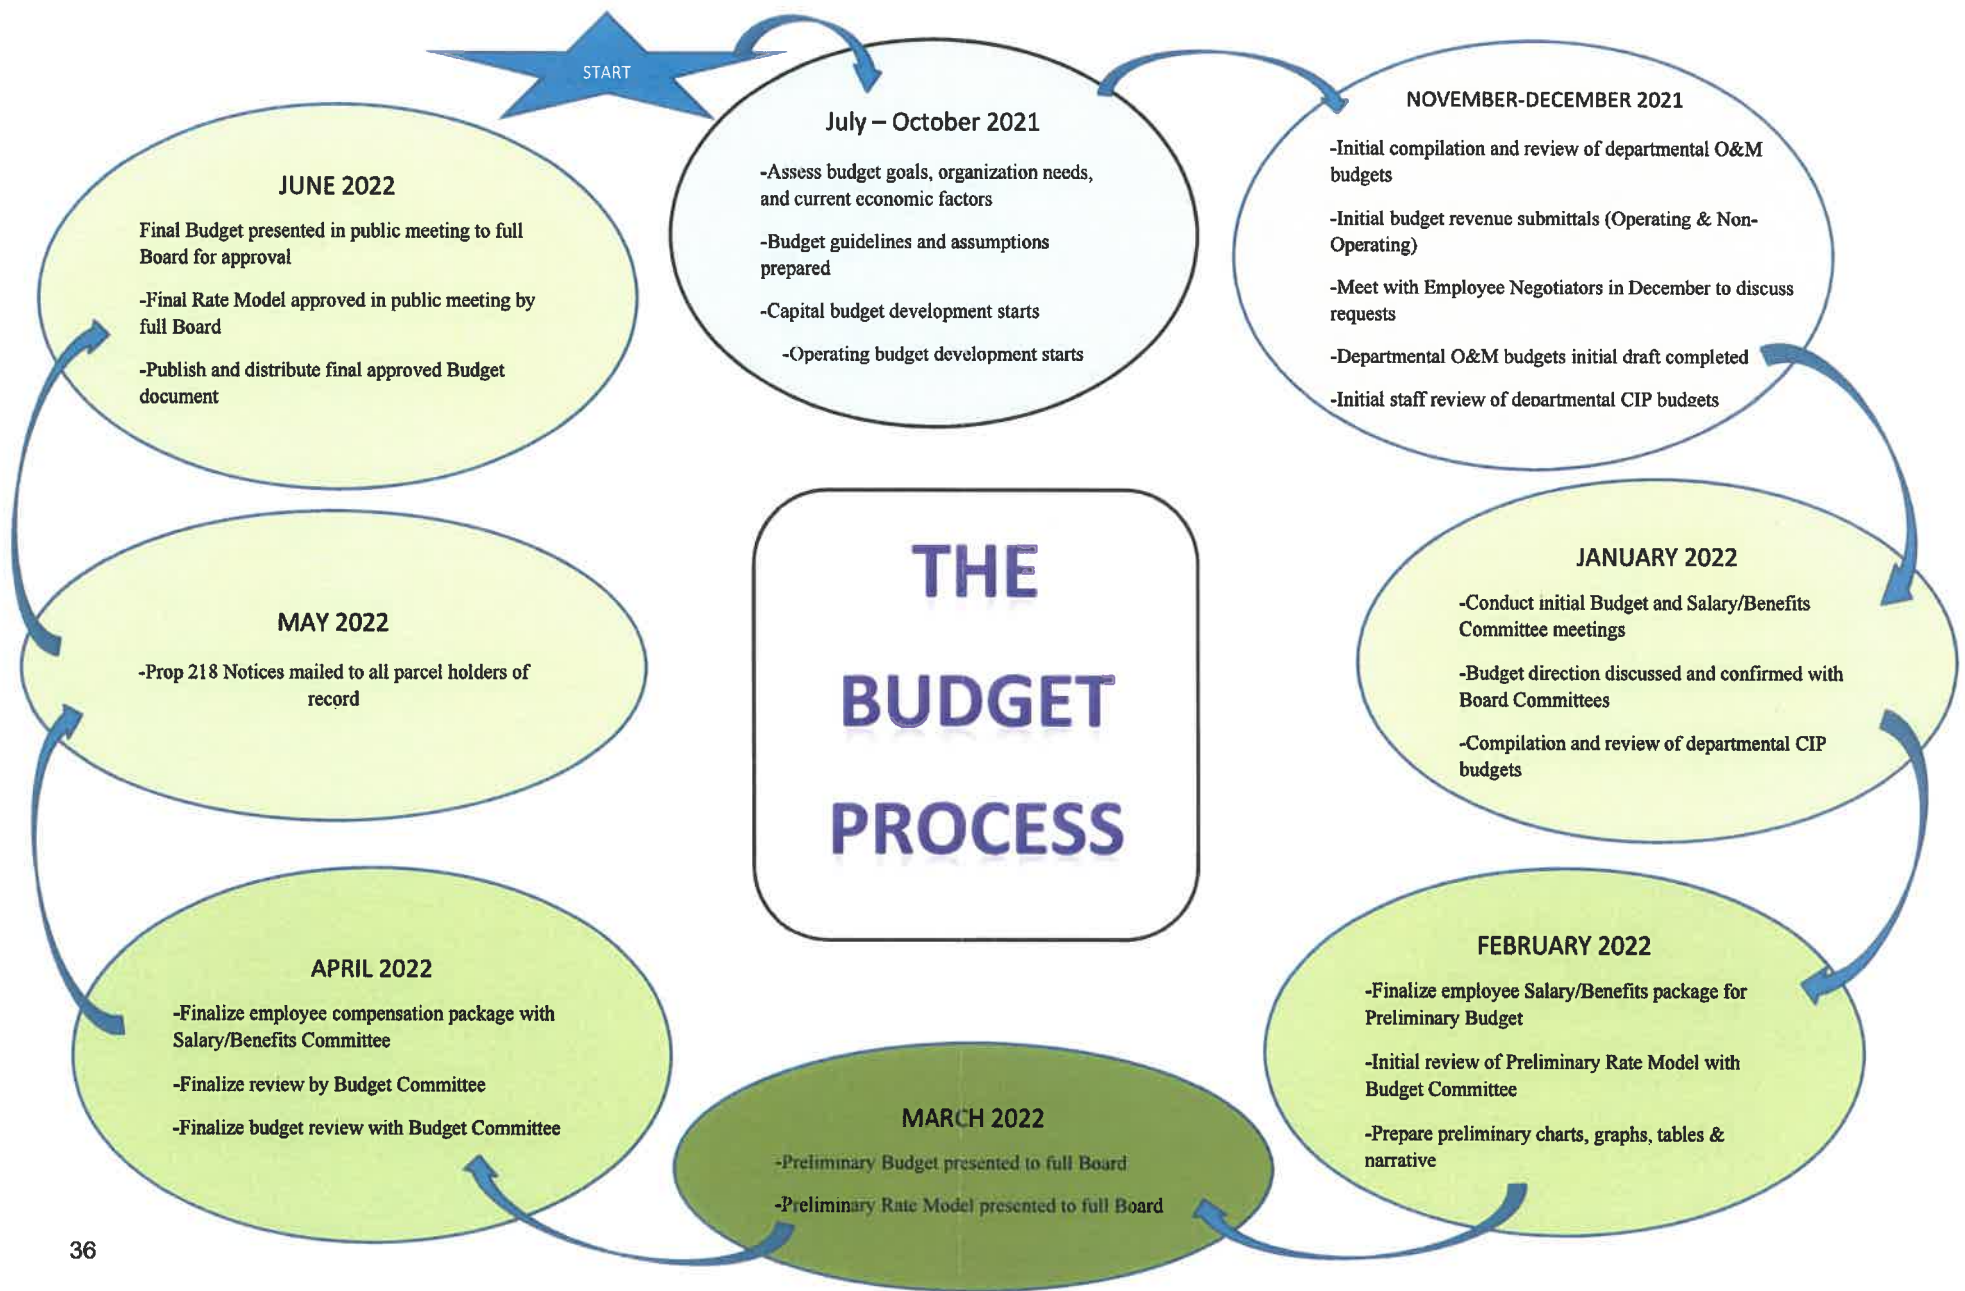 START
July – October 2021
-Assess budget goals, organization needs,
and current economic factors
-Budget guidelines and assumptions
prepared
-Capital budget development starts
-Operating budget development starts
NOVEMBER-DECEMBER 2021
-Initial compilation and review of departmental O&M
budgets
-Initial budget revenue submittals (Operating & Non-
Operating)
-Meet with Employee Negotiators in December to discuss
requests
-Departmental O&M budgets initial draft completed
-Initial staff review of departmental CIP budgets
JANUARY 2022
-Conduct initial Budget and Salary/Benefits
Committee meetings
-Budget direction discussed and confirmed with
Board Committees
-Compilation and review of departmental CIP
budgets
FEBRUARY 2022
-Finalize employee Salary/Benefits package for
Preliminary Budget
-Initial review of Preliminary Rate Model with
Budget Committee
-Prepare preliminary charts, graphs, tables &
narrative
MARCH 2022
-Preliminary Budget presented to full Board
-Preliminary Rate Model presented to full Board
APRIL 2022
-Finalize employee compensation package with
Salary/Benefits Committee
-Finalize review by Budget Committee
-Finalize budget review with Budget Committee
MAY 2022
-Prop 218 Notices mailed to all parcel holders of
record
JUNE 2022
Final Budget presented in public meeting to full
Board for approval
-Final Rate Model approved in public meeting by
full Board
-Publish and distribute final approved Budget
document
THE
BUDGET
PROCESS
36